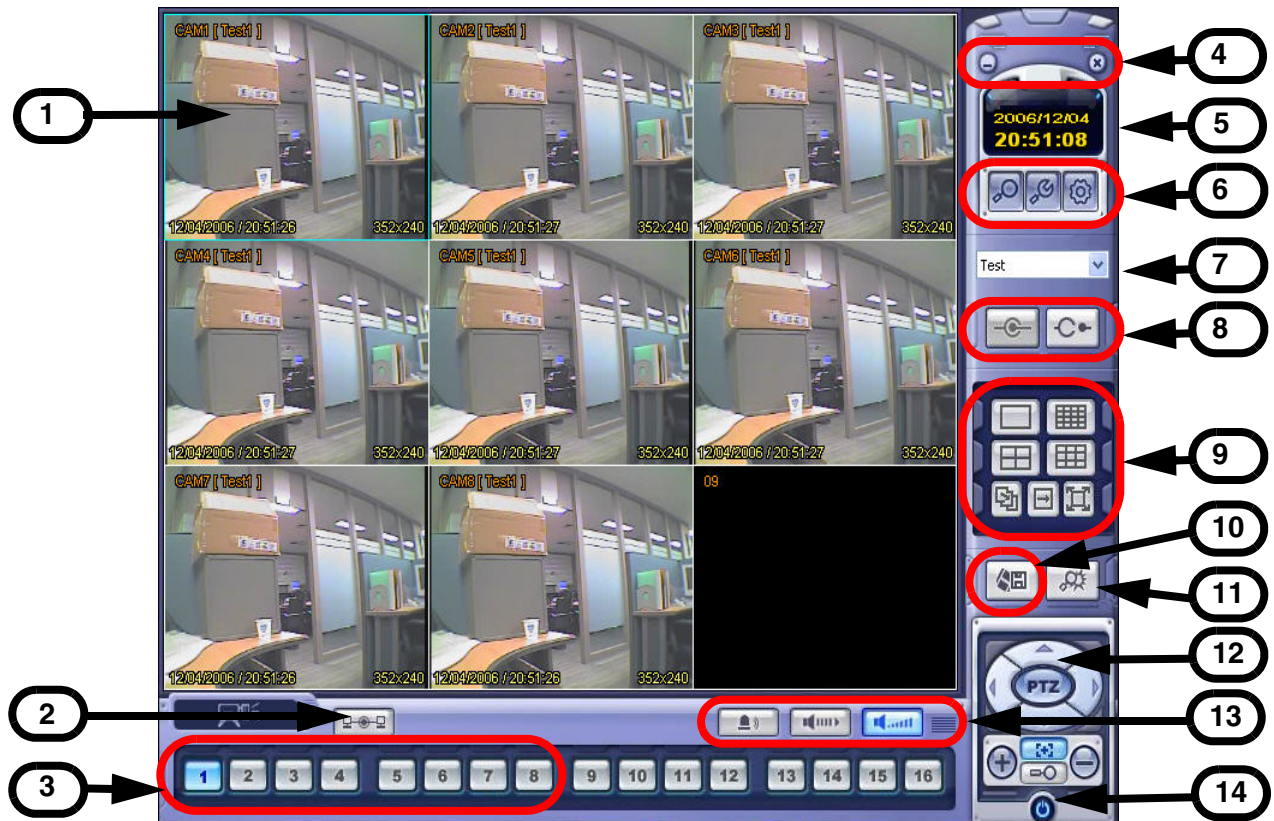 CAM1 [ Test1 ]
CAM2 [ Test1 ]
CAM3 [ Test1 ]
12/04/2006 / 20:51:26
352x240
12/04/2006 / 20:51:27
352x240
12/04/2006 / 20:51:27
352x240
CAM4 [ Test1 ]
CAM5 [ Test1 ]
CAM6 [ Test1 ]
12/04/2006 / 20:51:27
352x240
12/04/2006 / 20:51:27
352x240
12/04/2006 / 20:51:27
352x240
CAM7 [ Test1 ]
CAM8 [ Test1 ]
09
12/04/2006 / 20:51:26
352x240
12/04/2006 / 20:51:26
352x240
2006/12/04
20:51:08
Test
PTZ
1 2 3 4 5 6 7 8 9 10 11 12 13 14 15 16
1
2
3
4
5
6
7
8
9
10
11
12
13
14